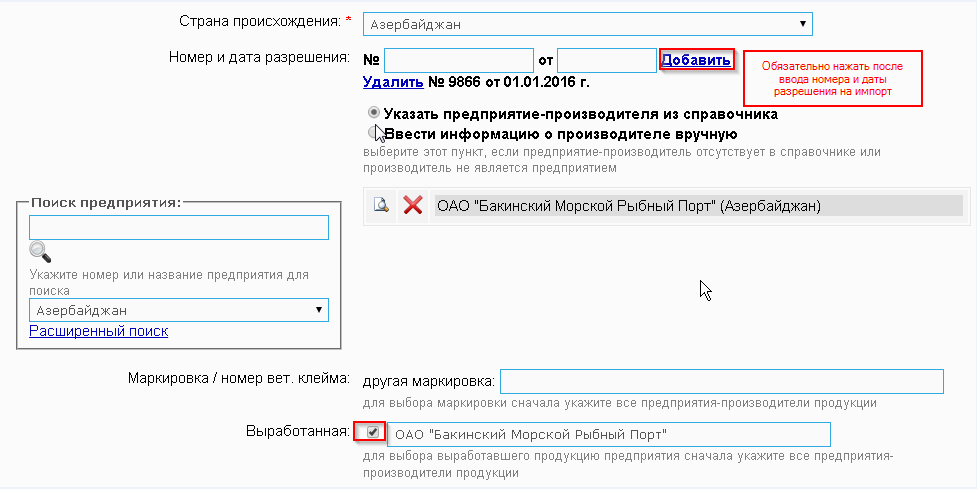 Страна происхождения: *
Азербайджан
Номер и дата разрешения:
№ от Добавить
Обязательно нажать после
ввода номера и даты
разрешения на импорт
Удалить № 9866 от 01.01.2016 г.
Указать предприятие-производителя из справочника
Ввести информацию о производителе вручную
выберите этот пункт, если предприятие-производитель отсутствует в справочнике или
производитель не является предприятием
Поиск предприятия:
Укажите номер или название предприятия для
поиска
Азербайджан
Расширенный поиск
ОАО "Бакинский Морской Рыбный Порт" (Азербайджан)
Маркировка / номер вет. клейма:
другая маркировка:
для выбора маркировки сначала укажите все предприятия-производители продукции
Выработанная:
ОАО "Бакинский Морской Рыбный Порт"
для выбора выработавшего продукцию предприятия сначала укажите все предприятия-
производители продукции